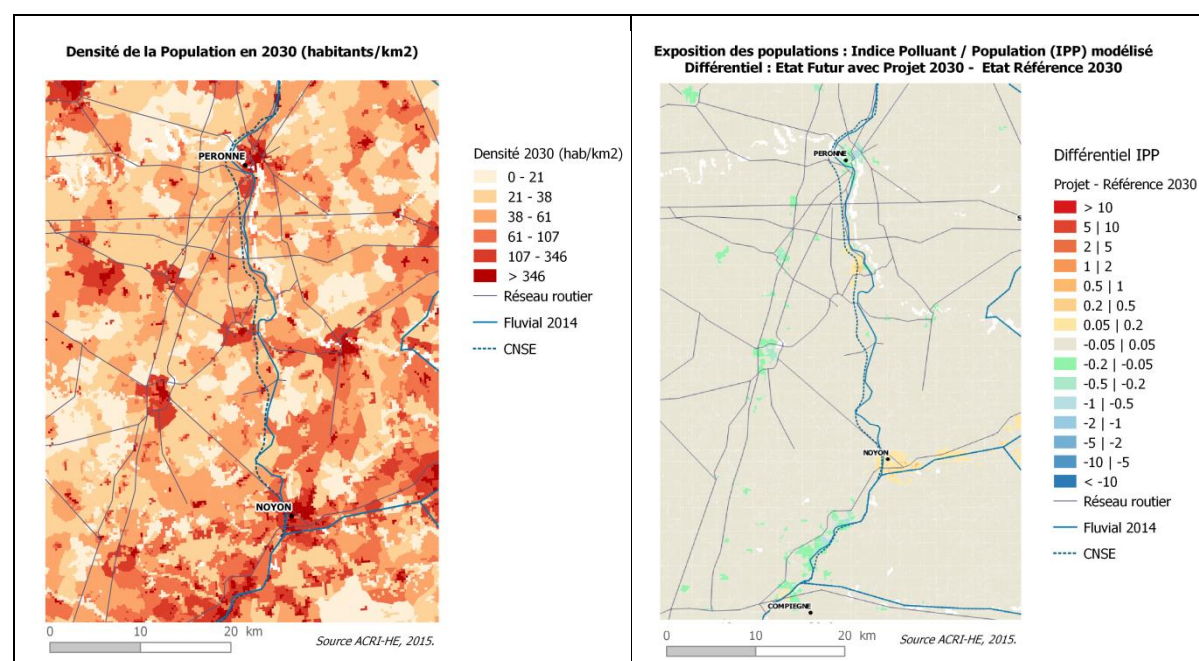 Densité de la Population en 2030 (habitants/km2)
PERONNE
NOYON
Densité 2030 (hab/km2)
0 - 21
21 - 38
38 - 61
61 - 107
107 - 346
> 346
Réseau routier
Fluvial 2014
CNSE
0 10 20 km
Source ACRI-HE, 2015.
Exposition des populations : Indice Polluant / Population (IPP) modélisé
Différentiel : Etat Futur avec Projet 2030 - Etat Référence 2030
PERONNE
S
NOYON
COMPIEGNE
Différentiel IPP
Projet - Référence 2030
> 10
5 | 10
2 | 5
1 | 2
0.5 | 1
0.2 | 0.5
0.05 | 0.2
-0.05 | 0.05
-0.2 | -0.05
-0.5 | -0.2
-1 | -0.5
-2 | -1
-5 | -2
-10 | -5
< -10
Réseau routier
Fluvial 2014
CNSE
0 10 20 km
Source ACRI-HE, 2015.